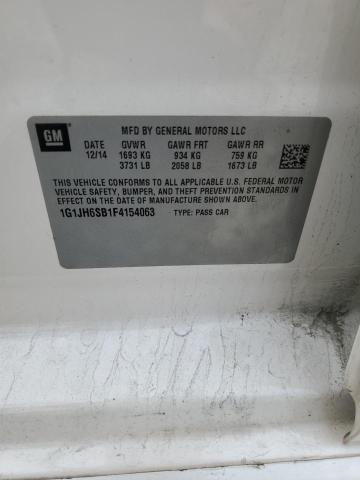 GM
MFD BY GENERAL MOTORS LLC
DATE GVWR GAWR FRT GAWR RR
12/14 1693 KG 934 KG 759 KG
3731 LB 2058 LB 1673 LB
THIS VEHICLE CONFORMS TO ALL APPLICABLE U.S. FEDERAL MOTOR
VEHICLE SAFETY, BUMPER, AND THEFT PREVENTION STANDARDS
IN EFFECT ON THE DATE OF MANUFACTURE SHOWN ABOVE.
1G1JH6SB1F4154063 TYPE: PASS CAR